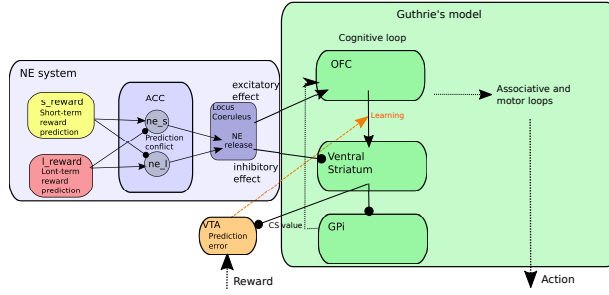 Guthrie's model
Cognitive loop
NE system
OFC
excitatory
effect
ACC
s_reward
Short-term
reward
prediction
Associative and
motor loops
Locus
Coeruleus
ne_s
Learning
NE
release
Prediction
conflict
l_reward
Lont-term
reward
prediction
ne_l
Ventral
Striatum
inhibitory
effect
VTA
Prediction
error
CS value
GPi
Reward
Action